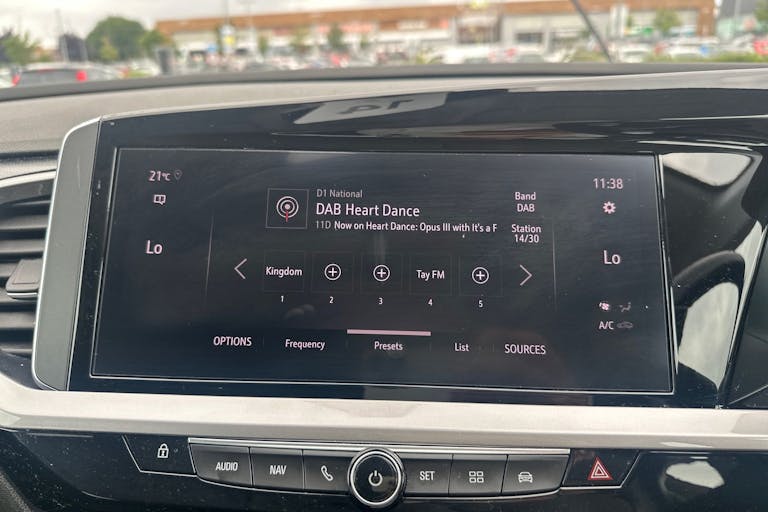 21°C
11:38
D1 National
DAB Heart Dance
11D Now on Heart Dance: Opus III with It's a F
Band
DAB
Station
14/30
Lo
Lo
Kingdom
Tay FM
1
2
3
4
5
A/C
OPTIONS
Frequency
Presets
List
SOURCES
AUDIO
NAV
SET